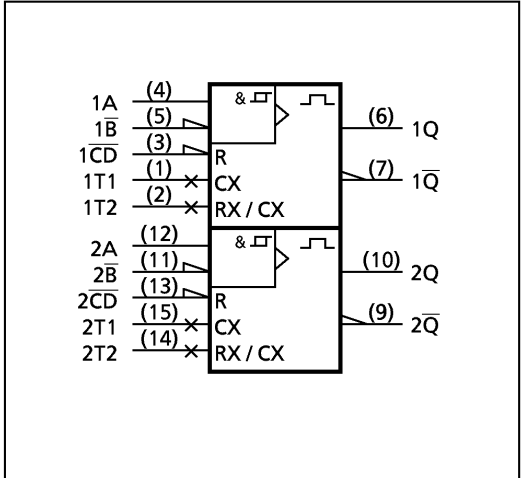 1A (4) & 
1B̅ (5) (6) 1Q
1C̅D̅ (3) R (7) 1Q̅
1T1 (1) CX
1T2 (2) RX / CX
2A (12) &
2B̅ (11) (10) 2Q
2C̅D̅ (13) R (9) 2Q̅
2T1 (15) CX
2T2 (14) RX / CX